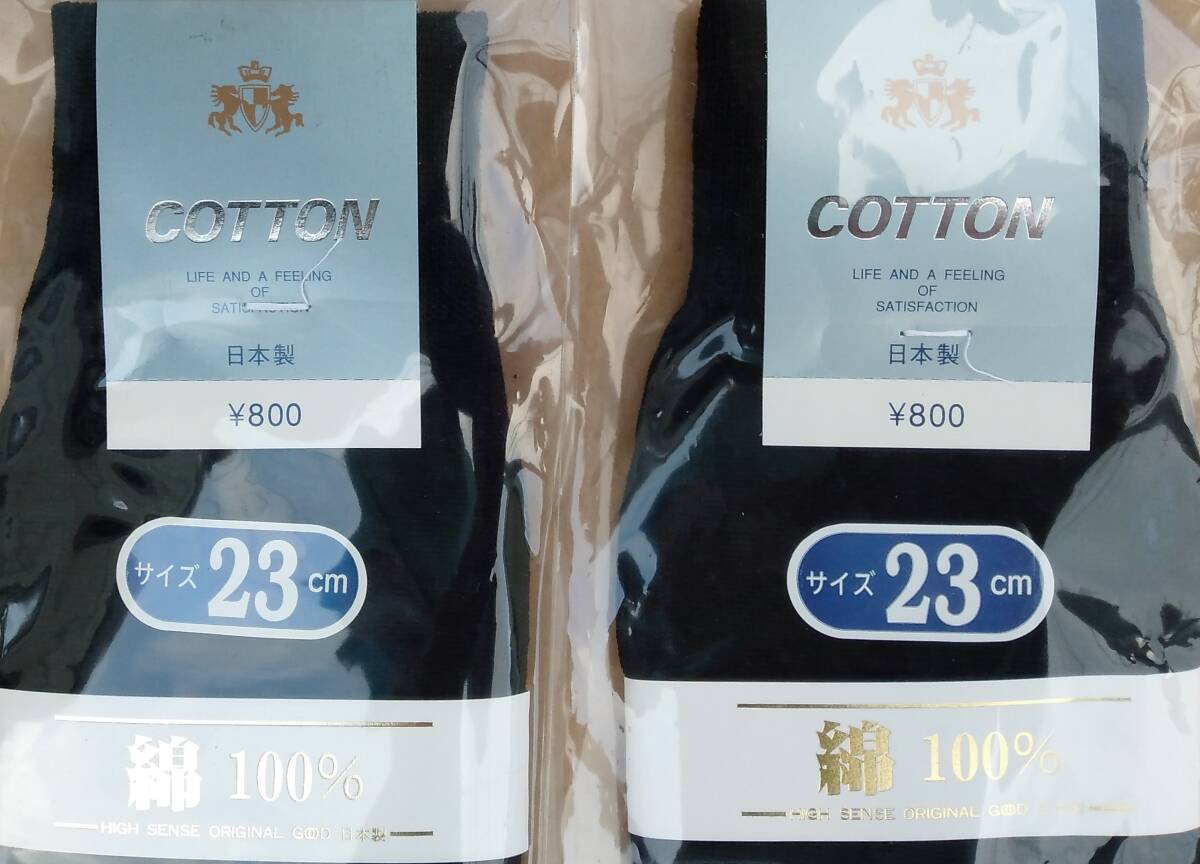 COTTON
LIFE AND A FEELING
OF
SATISFACTION
日本製
¥800
サイズ 23 cm
綿 100%
HIGH SENSE ORIGINAL GOOD 日本製
COTTON
LIFE AND A FEELING
OF
SATISFACTION
日本製
¥800
サイズ 23 cm
綿 100%
HIGH SENSE ORIGINAL GOOD